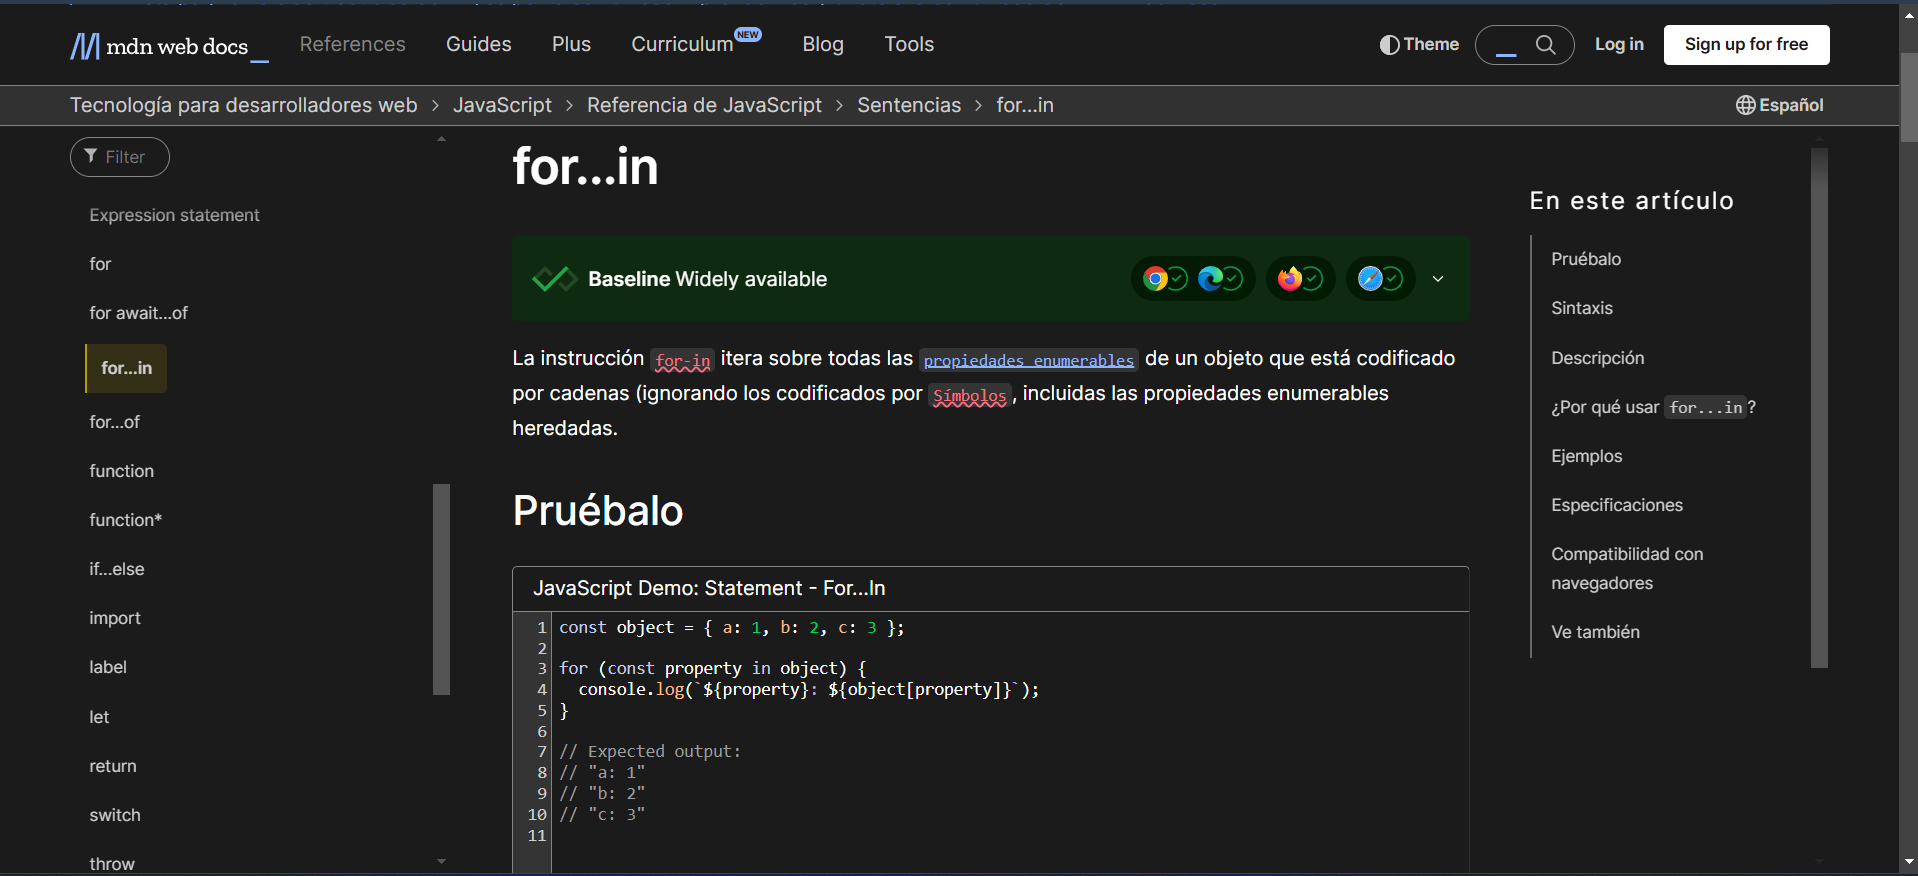 mdn web docs_
References
Guides
Plus
Curriculum NEW
Blog
Tools
Theme
Log in
Sign up for free
Tecnología para desarrolladores web > JavaScript > Referencia de JavaScript > Sentencias > for...in
Español
Filter
Expression statement
for
for await...of
for...in
for...of
function
function*
if...else
import
label
let
return
switch
throw
for...in
Baseline Widely available
La instrucción for-in itera sobre todas las propiedades enumerables de un objeto que está codificado
por cadenas (ignorando los codificados por Símbolos, incluidas las propiedades enumerables
heredadas.
Pruébalo
JavaScript Demo: Statement - For...In
1 const object = { a: 1, b: 2, c: 3 };
2
3 for (const property in object) {
4   console.log(`${property}: ${object[property]}`);
5 }
6
7 // Expected output:
8 // "a: 1"
9 // "b: 2"
10 // "c: 3"
11
En este artículo
Pruébalo
Sintaxis
Descripción
¿Por qué usar for...in?
Ejemplos
Especificaciones
Compatibilidad con
navegadores
Ve también